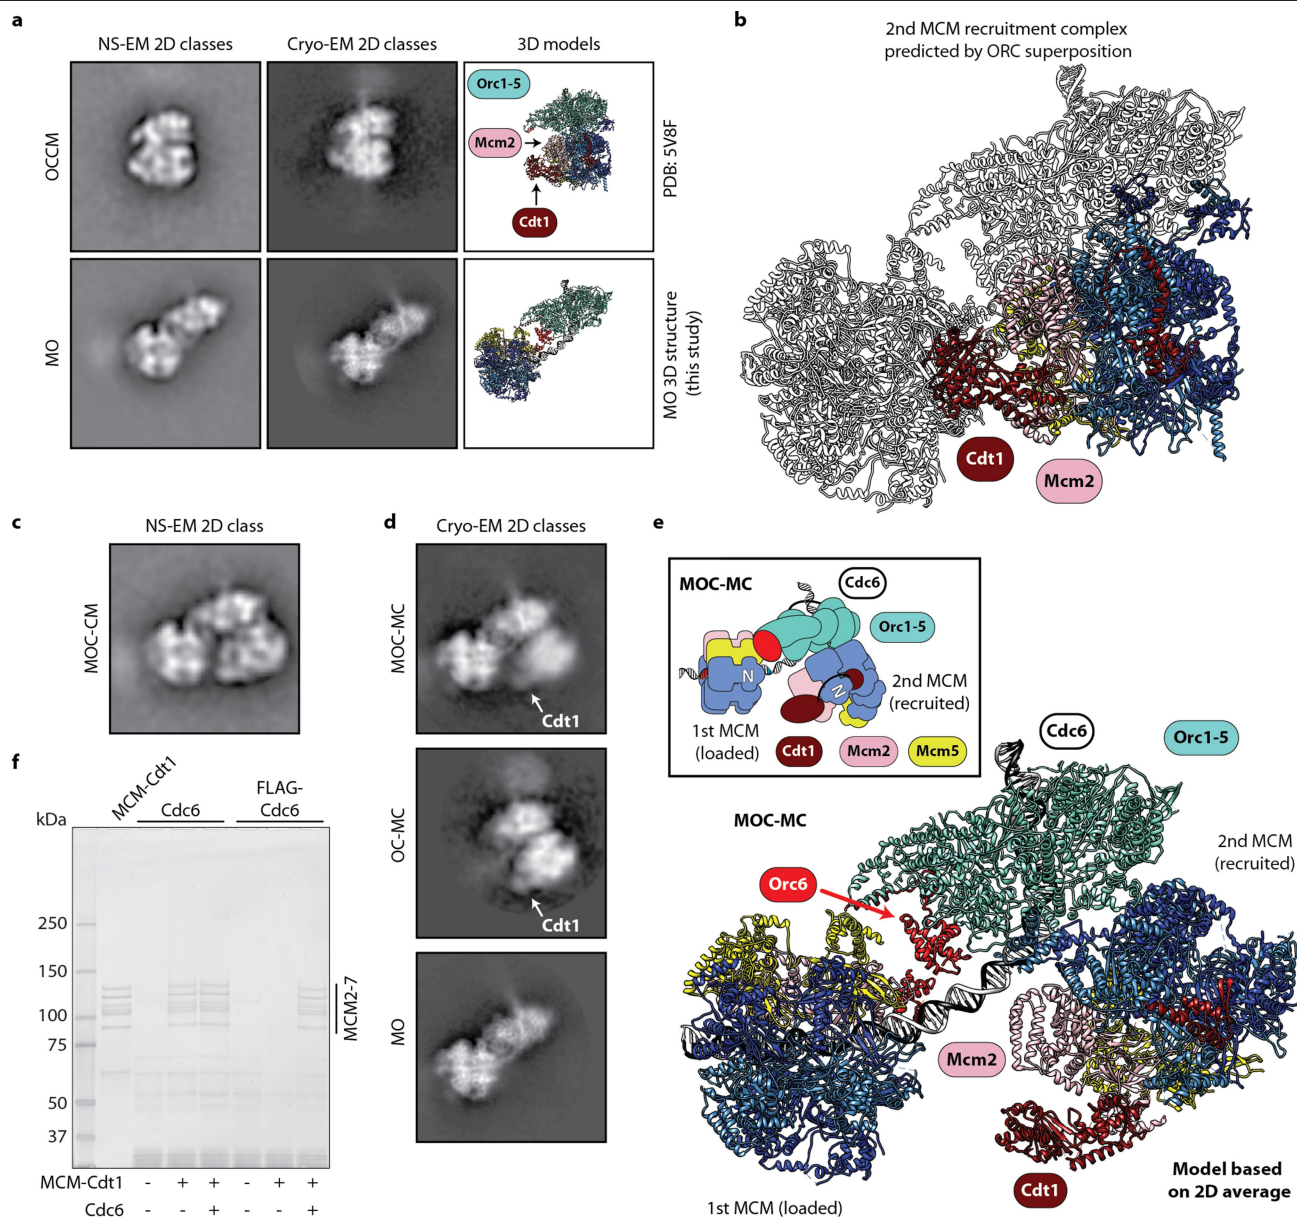 a
NS-EM 2D classes
Cryo-EM 2D classes
3D models
OCCM
Orc1-5
Mcm2
Cdt1
PDB: 5V8F
MO
MO 3D structure
(this study)
b
2nd MCM recruitment complex
predicted by ORC superposition
Cdt1
Mcm2
c
NS-EM 2D class
MOC-CM
d
Cryo-EM 2D classes
MOC-MC
Cdt1
OC-MC
Cdt1
MO
e
MOC-MC
Cdc6
Orc1-5
N
N
2nd MCM
(recruited)
1st MCM
(loaded)
Cdt1
Mcm2
Mcm5
Cdc6
Orc1-5
MOC-MC
2nd MCM
(recruited)
Orc6
Mcm2
Cdt1
1st MCM (loaded)
Model based
on 2D average
f
MCM-Cdt1
Cdc6
FLAG-
Cdc6
kDa
250
150
100
75
50
37
MCM2-7
MCM-Cdt1 - + + - + +
Cdc6 - - + - - +